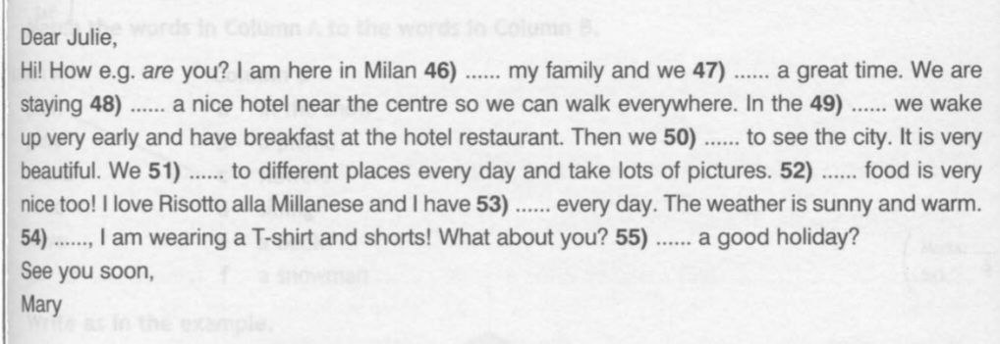 Dear Julie,
Hi! How e.g. are you? I am here in Milan 46) ...... my family and we 47) ...... a great time. We are
staying 48) ...... a nice hotel near the centre so we can walk everywhere. In the 49) ...... we wake
up very early and have breakfast at the hotel restaurant. Then we 50) ...... to see the city. It is very
beautiful. We 51) ...... to different places every day and take lots of pictures. 52) ...... food is very
nice too! I love Risotto alla Millanese and I have 53) ...... every day. The weather is sunny and warm.
54) ......, I am wearing a T-shirt and shorts! What about you? 55) ...... a good holiday?
See you soon,
Mary